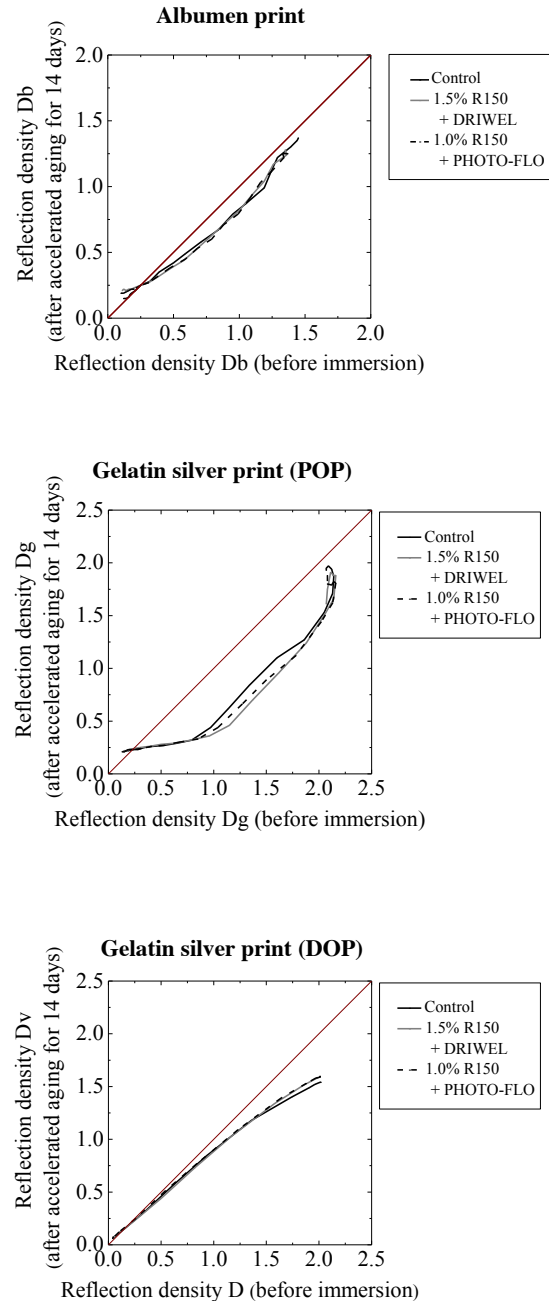 Albumen print
Reflection density Db
(after accelerated aging for 14 days)
2.0
1.5
1.0
0.5
0.0
0.0 0.5 1.0 1.5 2.0
Reflection density Db (before immersion)
Control
1.5% R150
+ DRIWEL
1.0% R150
+ PHOTO-FLO
Gelatin silver print (POP)
Reflection density Dg
(after accelerated aging for 14 days)
2.5
2.0
1.5
1.0
0.5
0.0
0.0 0.5 1.0 1.5 2.0 2.5
Reflection density Dg (before immersion)
Control
1.5% R150
+ DRIWEL
1.0% R150
+ PHOTO-FLO
Gelatin silver print (DOP)
Reflection density Dv
(after accelerated aging for 14 days)
2.5
2.0
1.5
1.0
0.5
0.0
0.0 0.5 1.0 1.5 2.0 2.5
Reflection density D (before immersion)
Control
1.5% R150
+ DRIWEL
1.0% R150
+ PHOTO-FLO